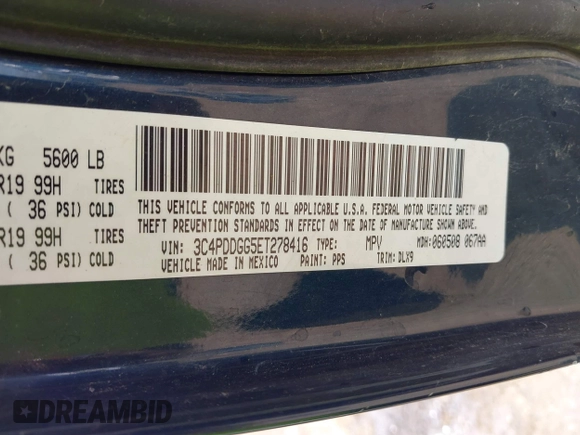 KG 5600 LB
R19 99H TIRES
( 36 PSI) COLD
R19 99H TIRES
( 36 PSI) COLD
THIS VEHICLE CONFORMS TO ALL APPLICABLE U.S.A. FEDERAL MOTOR VEHICLE SAFETY AND
THEFT PREVENTION STANDARDS IN EFFECT ON THE DATE OF MANUFACTURE SHOWN ABOVE.
VIN: 3C4PDDGG5ET278416 TYPE: MPV MDH: 060508 067AA
VEHICLE MADE IN MEXICO PAINT: PPS TRIM: DLX9
DREAMBID